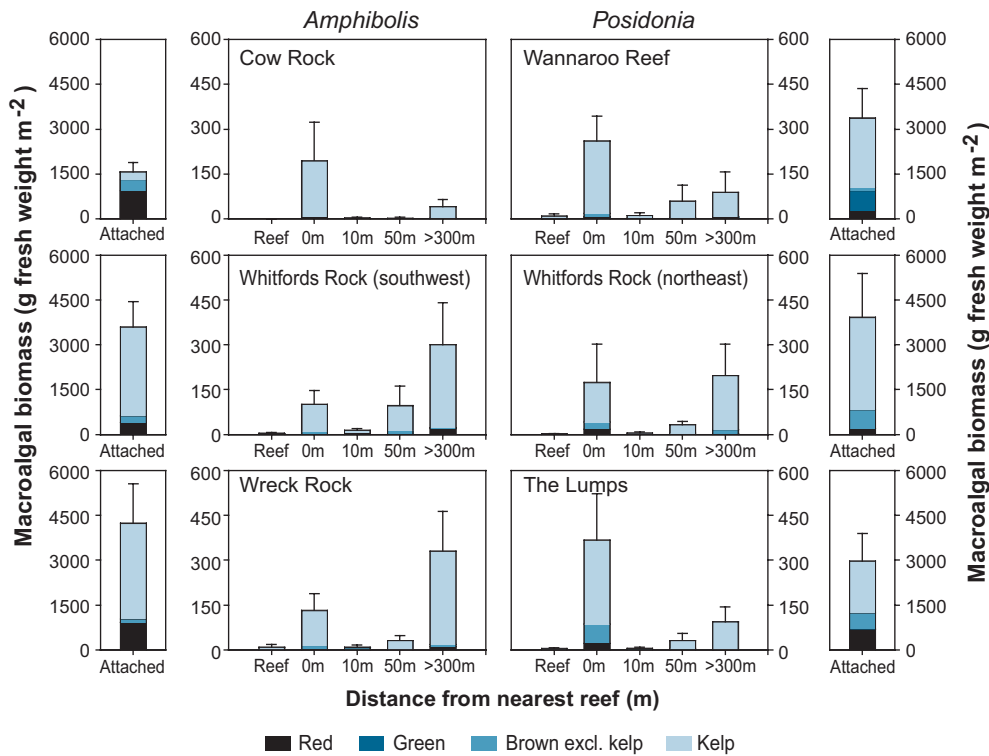 Amphibolis Posidonia
Macroalgal biomass (g fresh weight m-2)
6000
4500
3000
1500
0
Attached
600
300
150
0
Cow Rock
Reef 0m 10m 50m >300m
600
450
300
150
0
Wannaroo Reef
Reef 0m 10m 50m >300m
6000
4500
3000
1500
0
Attached
6000
4500
3000
1500
0
Attached
600
450
300
150
0
Whitfords Rock (southwest)
Reef 0m 10m 50m >300m
600
450
300
150
0
Whitfords Rock (northeast)
Reef 0m 10m 50m >300m
6000
4500
3000
1500
0
Attached
6000
4500
3000
1500
0
Attached
600
450
300
150
0
Wreck Rock
Reef 0m 10m 50m >300m
600
450
300
150
0
The Lumps
Reef 0m 10m 50m >300m
6000
4500
3000
1500
0
Attached
Macroalgal biomass (g fresh weight m-2)
Distance from nearest reef (m)
Red Green Brown excl. kelp Kelp